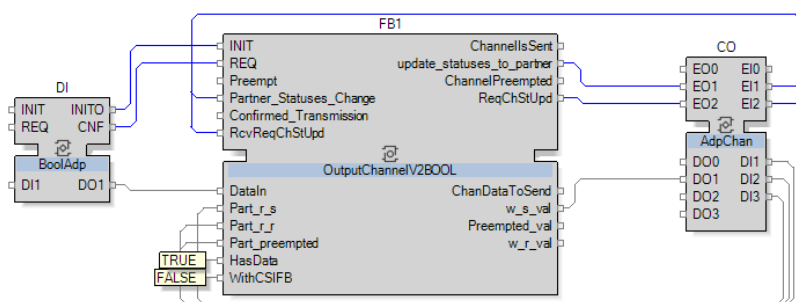 FB1
INIT
REQ
Preempt
Partner_Statuses_Change
Confirmed_Transmission
RcvReqChStUpd
ChannelIsSent
update_statuses_to_partner
ChannelPreempted
ReqChStUpd
OutputChannelV2BOOL
DataIn
Part_r_s
Part_r_r
Part_preempted
HasData
WithCSIFB
ChanDataToSend
w_s_val
Preempted_val
w_r_val
TRUE
FALSE
DI
INIT INITO
REQ CNF
BoolAdp
DI1 DO1
CO
EO0 EI0
EO1 EI1
EO2 EI2
AdpChan
DO0 DI1
DO1 DI2
DO2 DI3
DO3